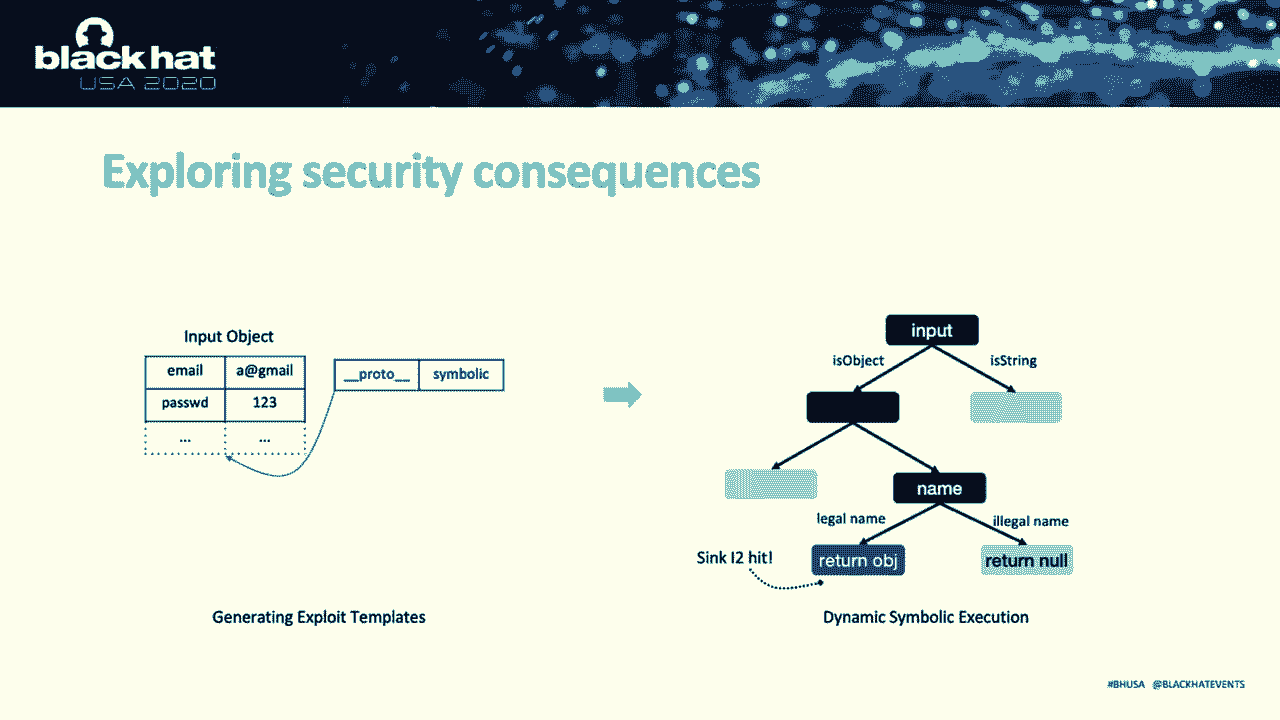 black hat
USA 2020
Exploring security consequences
Input Object
email
a@gmail
passwd
123
...
...
__proto__
symbolic
input
isObject
isString
name
legal name
illegal name
Sink I2 hit!
return obj
return null
Generating Exploit Templates
Dynamic Symbolic Execution
#BHUSA @BLACKHATEVENTS